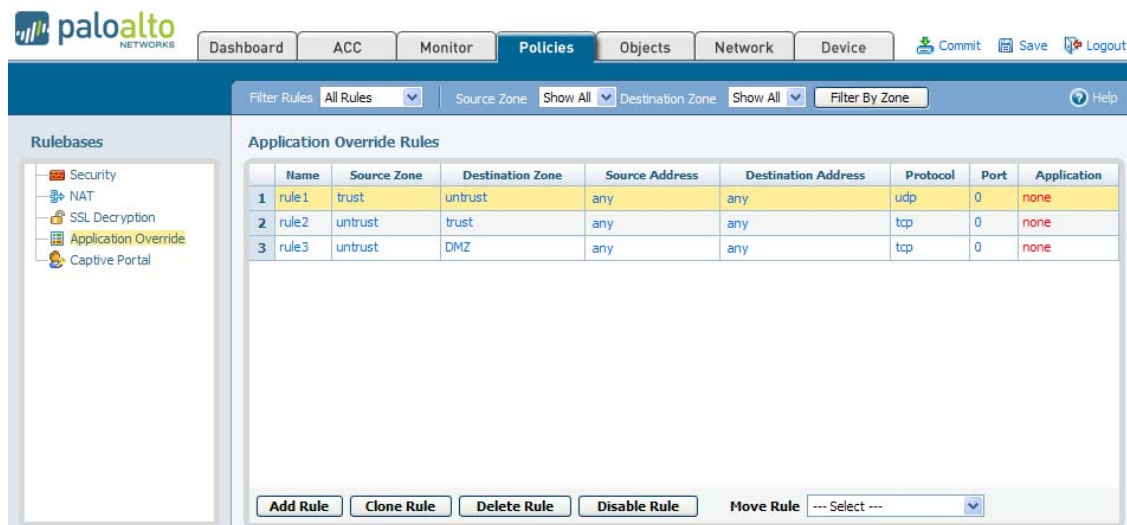 paloalto
NETWORKS
Dashboard ACC Monitor Policies Objects Network Device Commit Save Logout
Filter Rules All Rules Source Zone Show All Destination Zone Show All Filter By Zone Help
Rulebases
Security
NAT
SSL Decryption
Application Override
Captive Portal
Application Override Rules
Name Source Zone Destination Zone Source Address Destination Address Protocol Port Application
1 rule1 trust untrust any any udp 0 none
2 rule2 untrust trust any any tcp 0 none
3 rule3 untrust DMZ any any tcp 0 none
Add Rule Clone Rule Delete Rule Disable Rule Move Rule --- Select ---